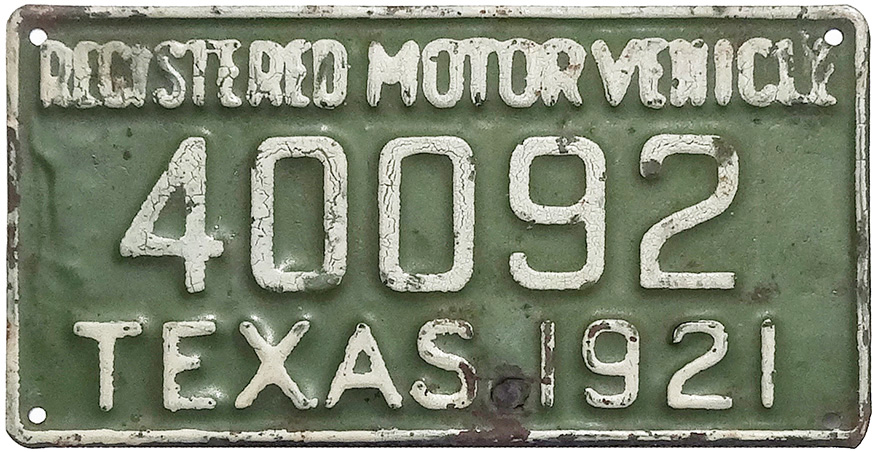 REGISTERED MOTOR VEHICLE
40092
TEXAS 1921